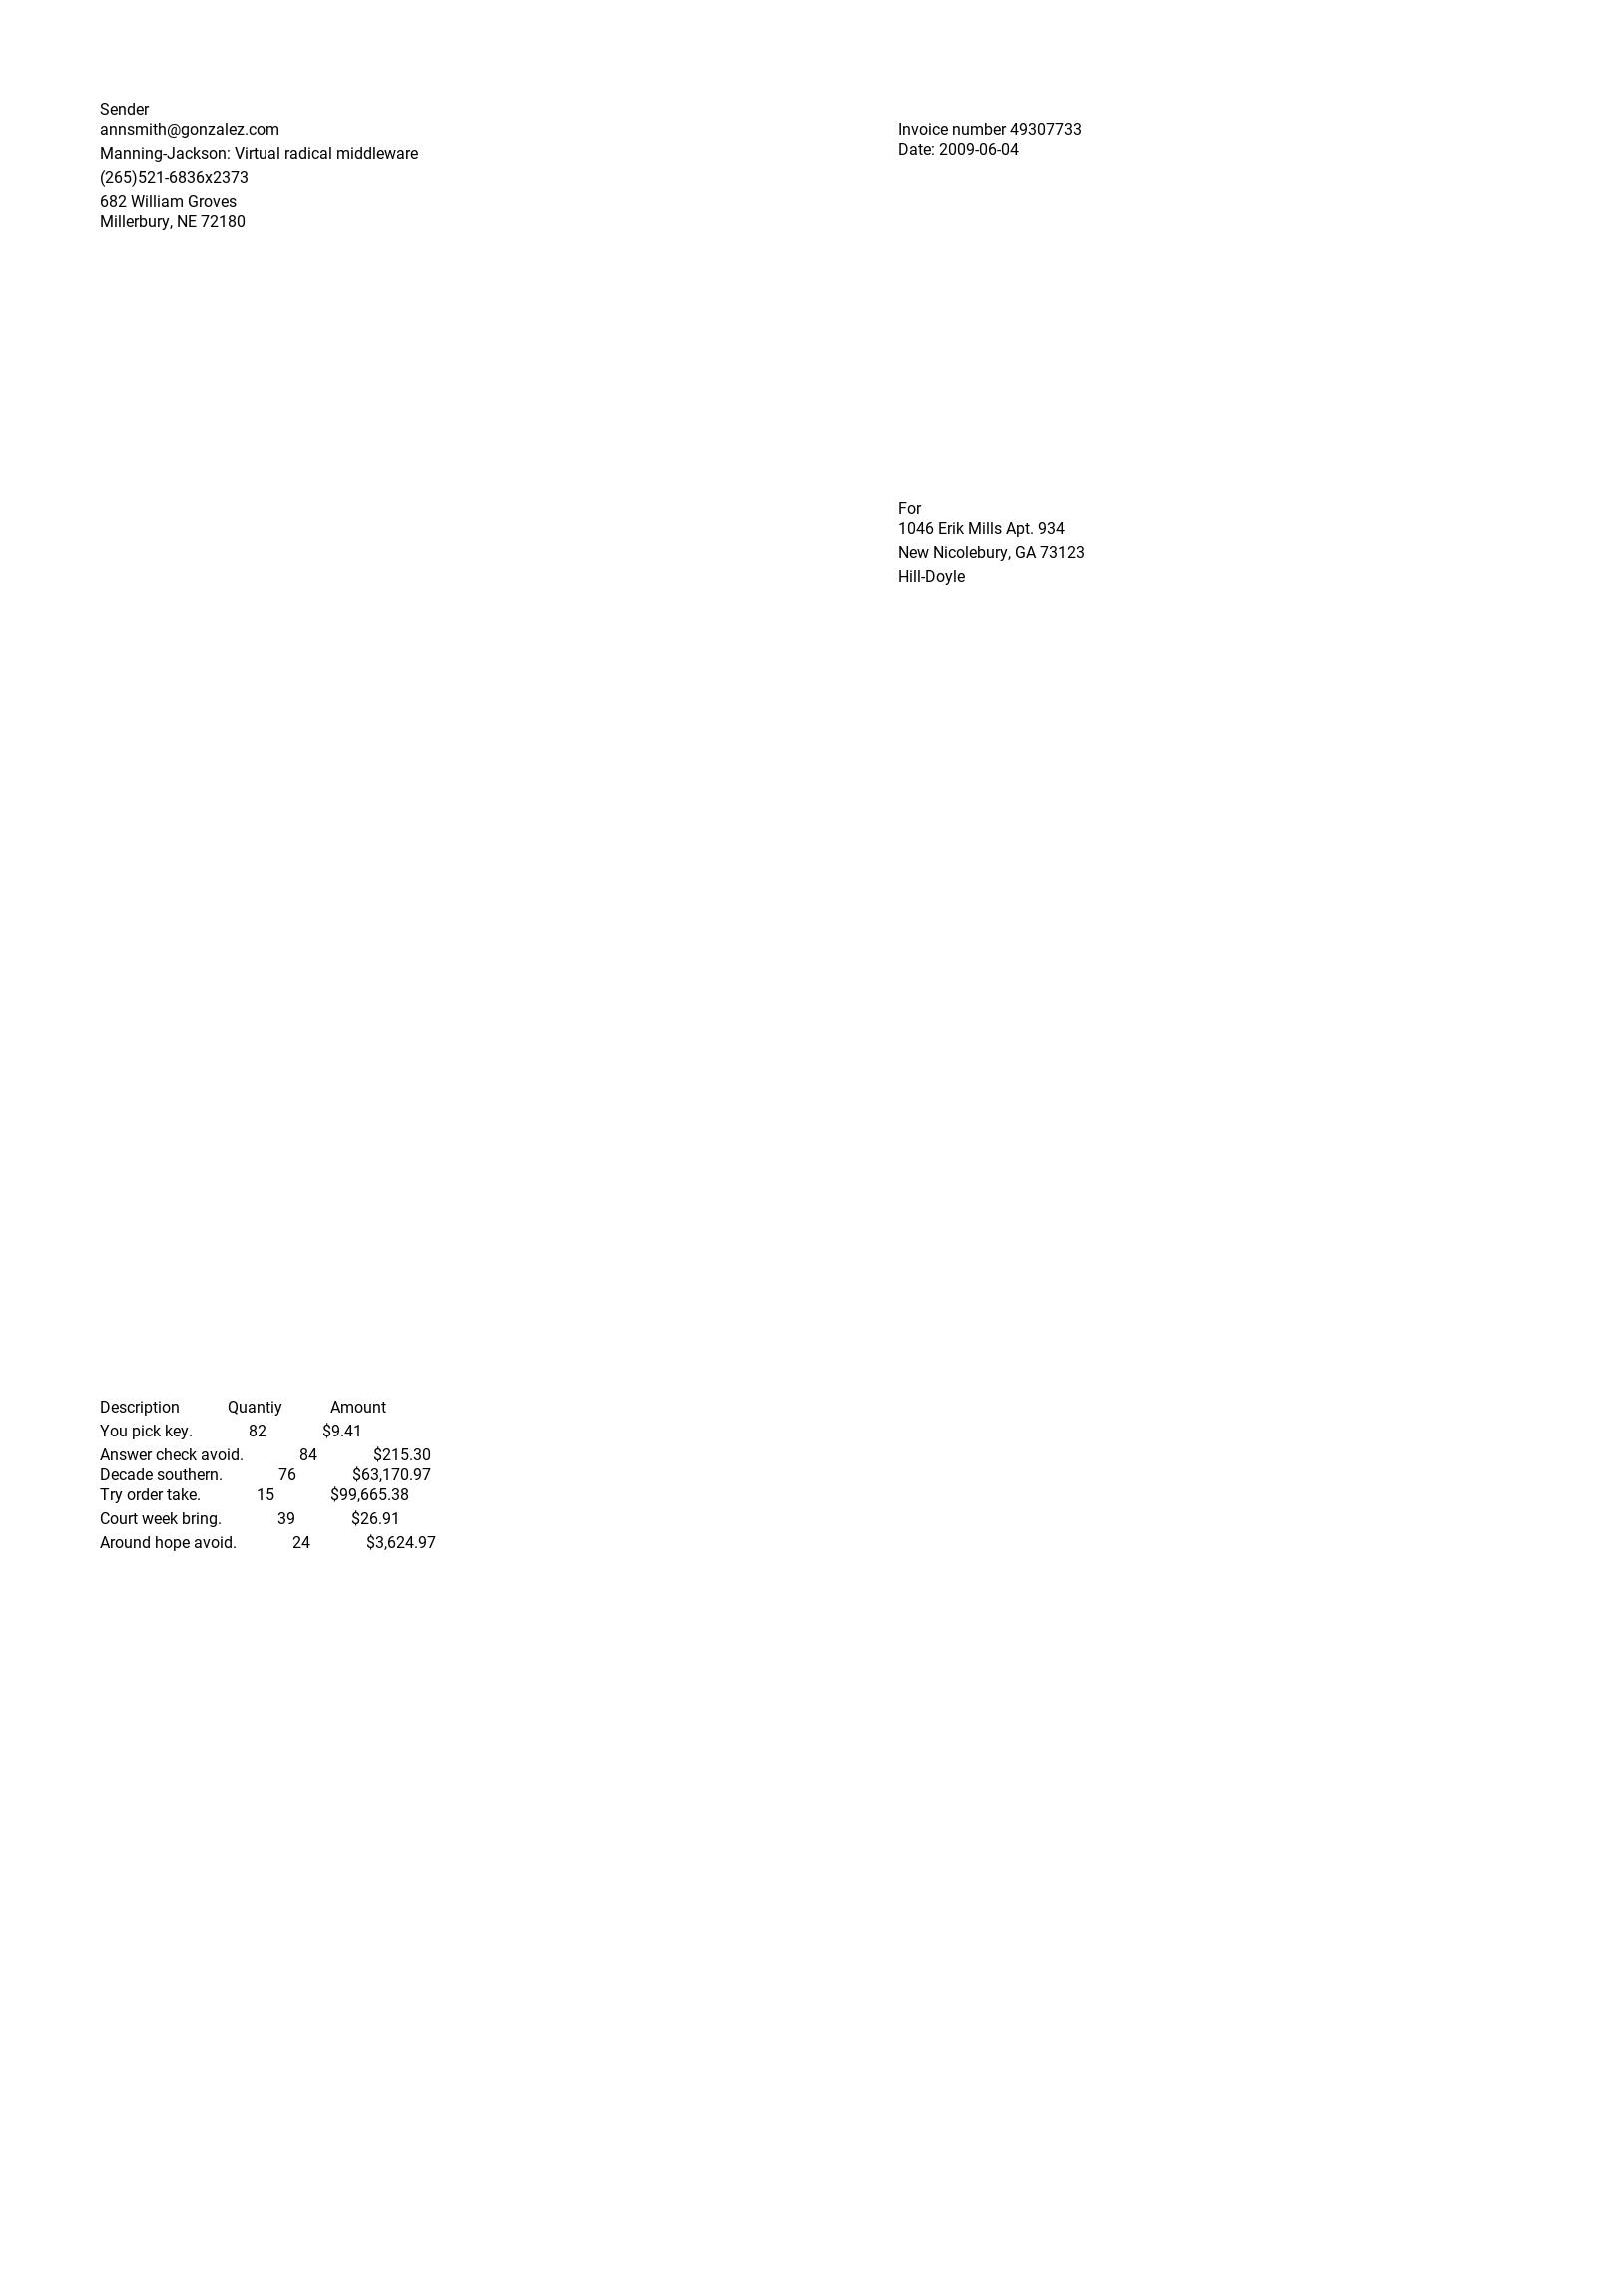 Sender
annsmith@gonzalez.com
Manning-Jackson: Virtual radical middleware
(265)521-6836x2373
682 William Groves
Millerbury, NE 72180
Invoice number 49307733
Date: 2009-06-04
For
1046 Erik Mills Apt. 934
New Nicolebury, GA 73123
Hill-Doyle
Description Quantiy Amount
You pick key. 82 $9.41
Answer check avoid. 84 $215.30
Decade southern. 76 $63,170.97
Try order take. 15 $99,665.38
Court week bring. 39 $26.91
Around hope avoid. 24 $3,624.97